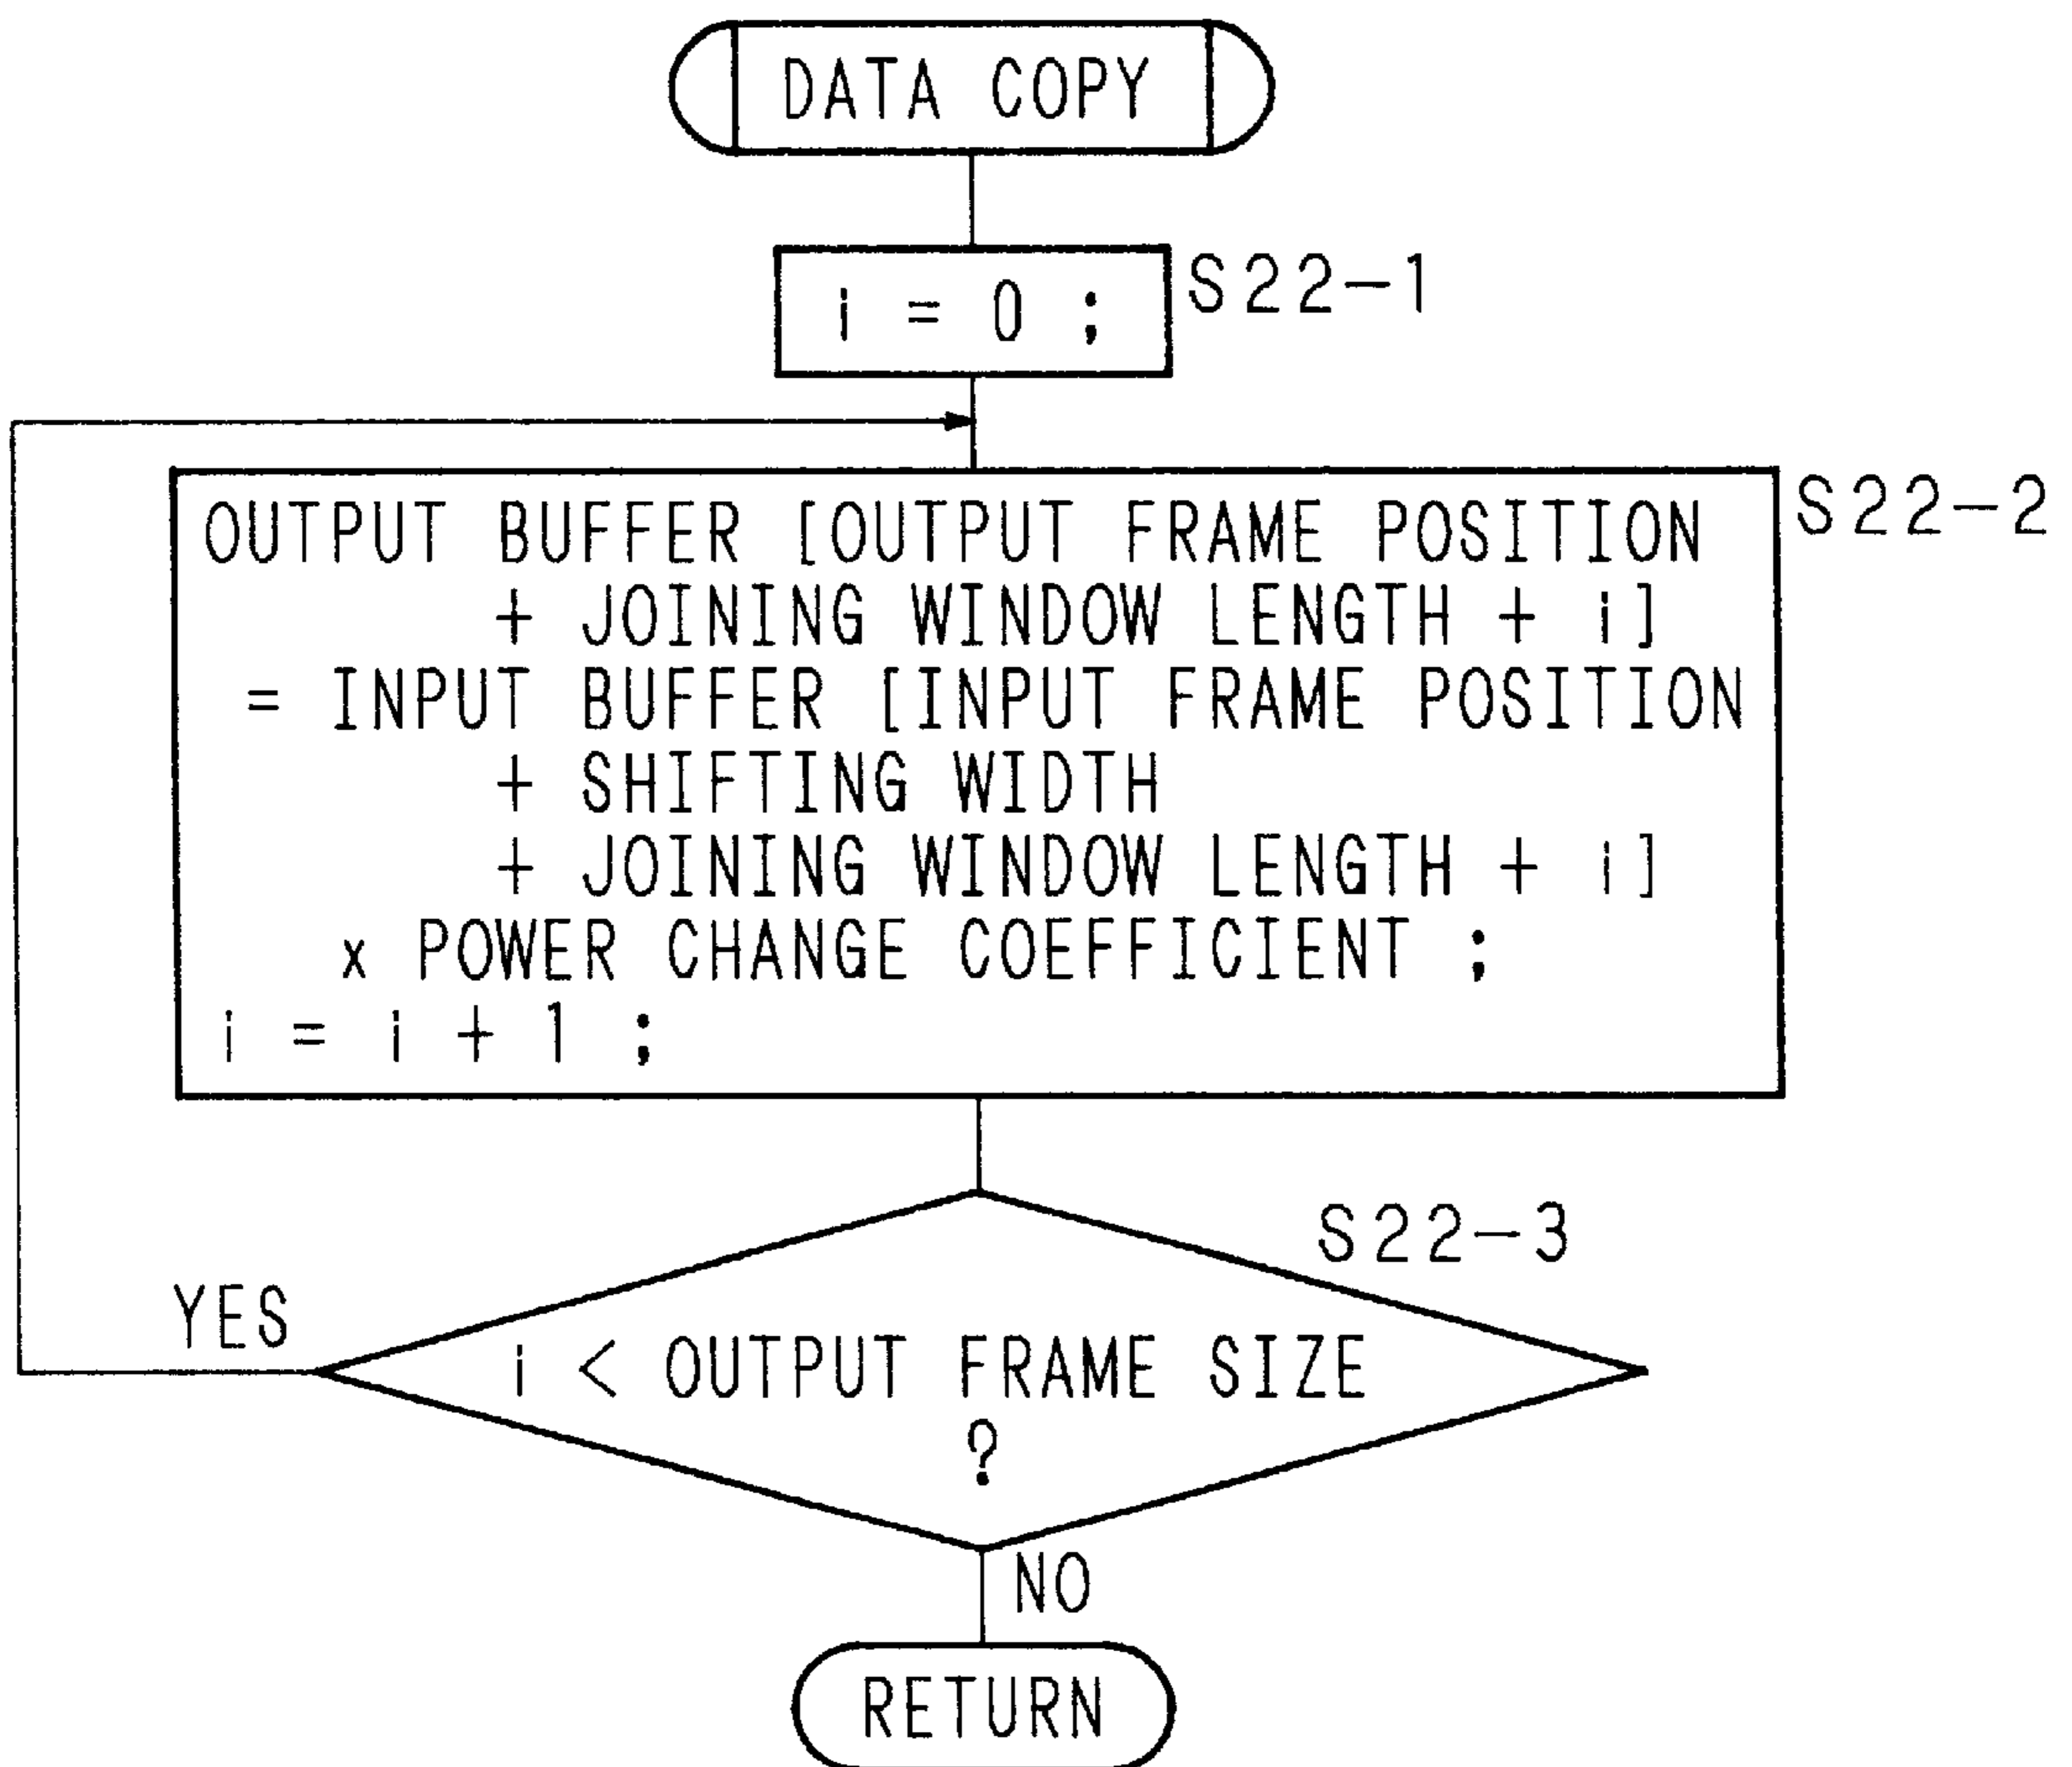 DATA COPY
i = 0 ;
S22-1
S22-2
OUTPUT BUFFER [OUTPUT FRAME POSITION
+ JOINING WINDOW LENGTH + i]
= INPUT BUFFER [INPUT FRAME POSITION
+ SHIFTING WIDTH
+ JOINING WINDOW LENGTH + i]
x POWER CHANGE COEFFICIENT ;
i = i + 1 ;
S22-3
YES
i < OUTPUT FRAME SIZE
?
NO
RETURN